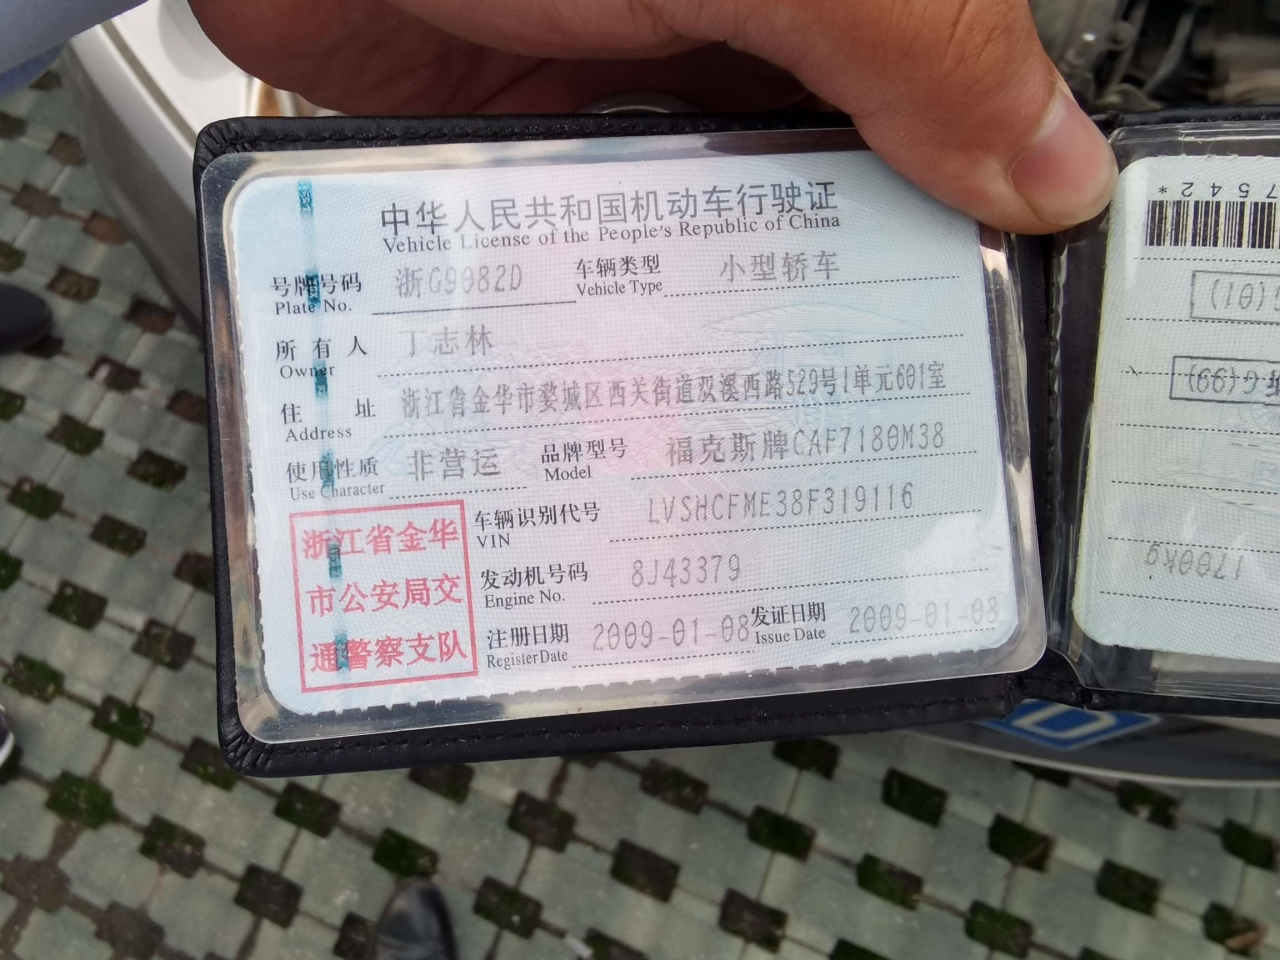 中华人民共和国机动车行驶证
Vehicle License of the People's Republic of China
号牌号码 浙G9082D 车辆类型 小型轿车
Plate No. Vehicle Type
所有人 丁志林
Owner
住址 浙江省金华市婺城区西关街道双溪西路529号1单元601室
Address
使用性质 非营运 品牌型号 福克斯牌CAF7180M38
Use Character Model
浙江省金华
市公安局交
通警察支队
车辆识别代号 LVSHCFME38F319116
VIN
发动机号码 8J43379
Engine No.
注册日期 2009-01-08 发证日期 2009-01-08
Register Date Issue Date
7542*
1700kg